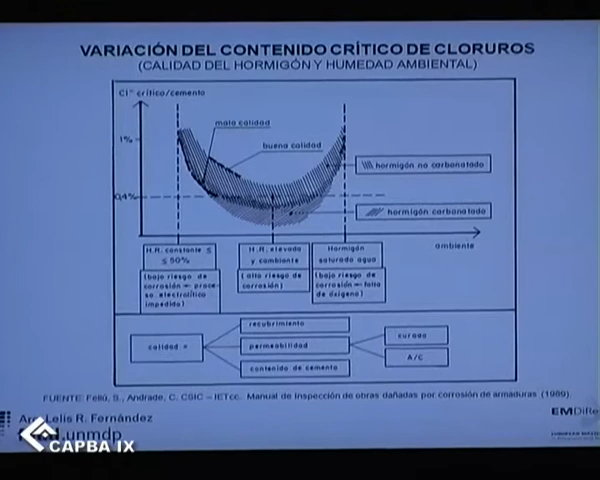 VARIACIÓN DEL CONTENIDO CRÍTICO DE CLORUROS
(CALIDAD DEL HORMIGÓN Y HUMEDAD AMBIENTAL)
Cl⁻ crítico/cemento
mala calidad
1%
buena calidad
hormigón no carbonatado
0,4%
hormigón carbonatado
ambiente
H.R. constante ≤
≤ 50%
(bajo riesgo de
corrosión – proce-
so electrolítico
impedido)
H.R. elevada
y cambiante
(alto riesgo de
corrosión)
Hormigón
saturado agua
(bajo riesgo de
corrosión – falta
de óxigeno)
calidad =
recubrimiento
permeabilidad
contenido de cemento
curado
A/C
FUENTE: Feliú, S., Andrade, C. CSIC – IETcc. Manual de Inspección de obras dañadas por corrosión de armaduras (1989).
Lelis R. Fernández
.unmdp
CAPBA IX
EMDiRe